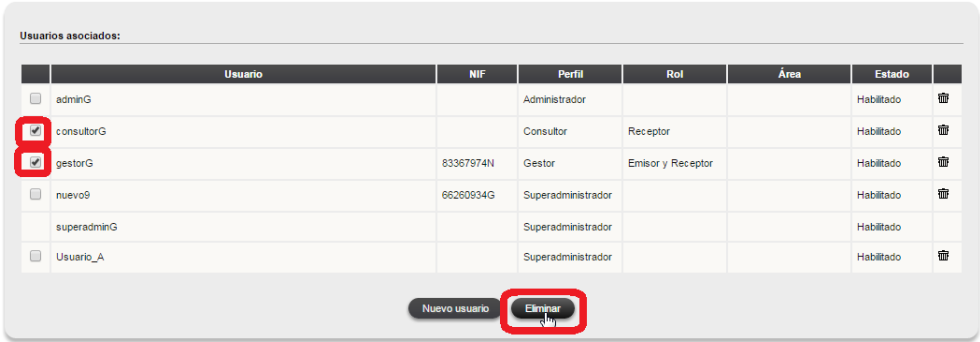 Usuarios asociados:
Usuario NIF Perfil Rol Área Estado
adminG Administrador Habilitado
consultorG Consultor Receptor Habilitado
gestorG 83367974N Gestor Emisor y Receptor Habilitado
nuevo9 66260934G Superadministrador Habilitado
superadminG Superadministrador Habilitado
Usuario_A Superadministrador Habilitado
Nuevo usuario Eliminar